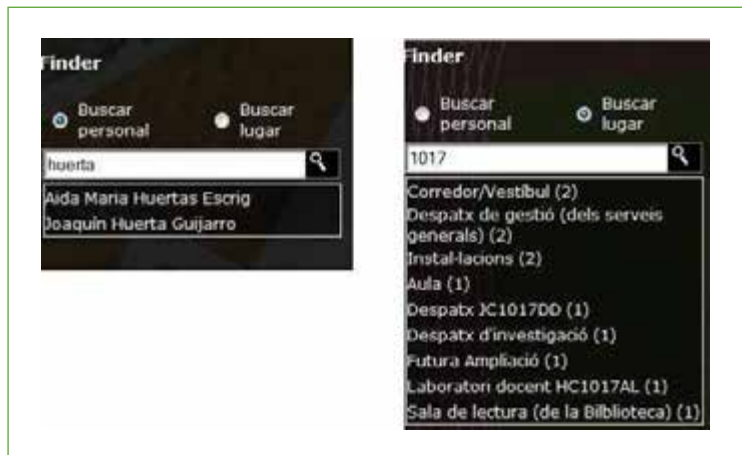 Finder
Buscar personal
Buscar lugar
huerta
Aida Maria Huertas Escrig
Joaquín Huerta Guijarro
Finder
Buscar personal
Buscar lugar
1017
Corredor/Vestíbul (2)
Despatx de gestió (dels serveis
generals) (2)
Instal·lacions (2)
Aula (1)
Despatx JC1017DD (1)
Despatx d'investigació (1)
Futura Ampliació (1)
Laboratori docent HC1017AL (1)
Sala de lectura (de la Bilblioteca) (1)